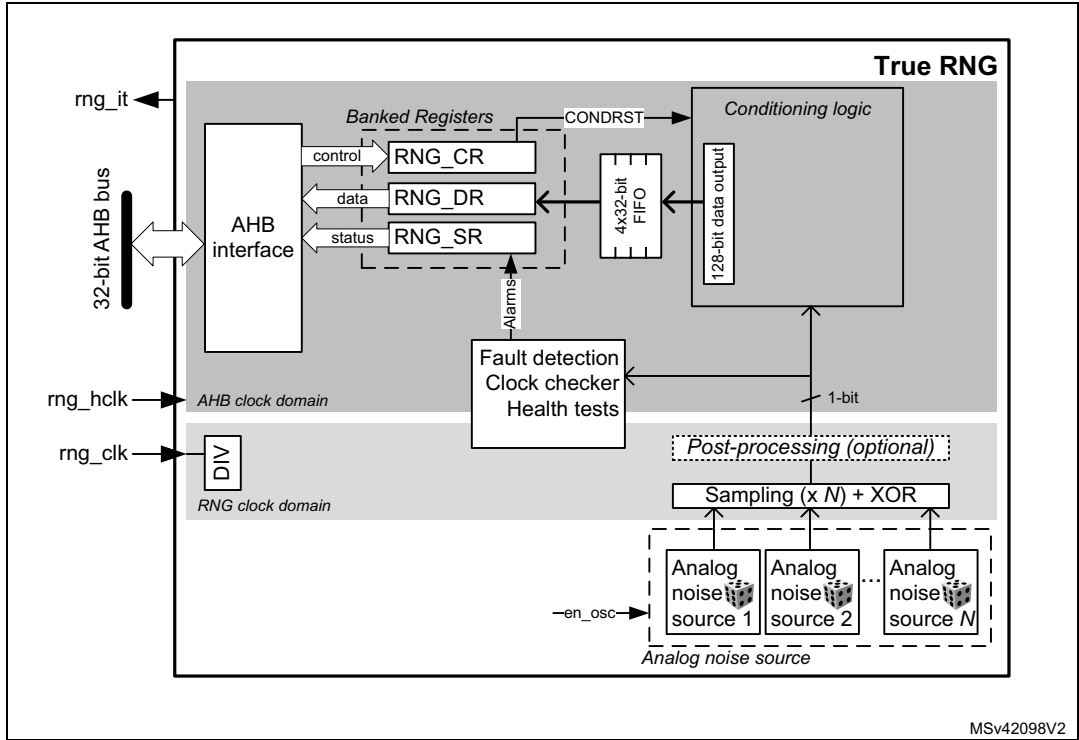 True RNG
rng_it
Banked Registers
CONDRST
Conditioning logic
control
RNG_CR
data
RNG_DR
status
RNG_SR
AHB
interface
32-bit AHB bus
4x32-bit
FIFO
128-bit data output
Alarms
Fault detection
Clock checker
Health tests
rng_hclk
AHB clock domain
1-bit
rng_clk
DIV
RNG clock domain
Post-processing (optional)
Sampling (x N) + XOR
Analog
noise
source 1
Analog
noise
source 2
...
Analog
noise
source N
en_osc
Analog noise source
MSv42098V2